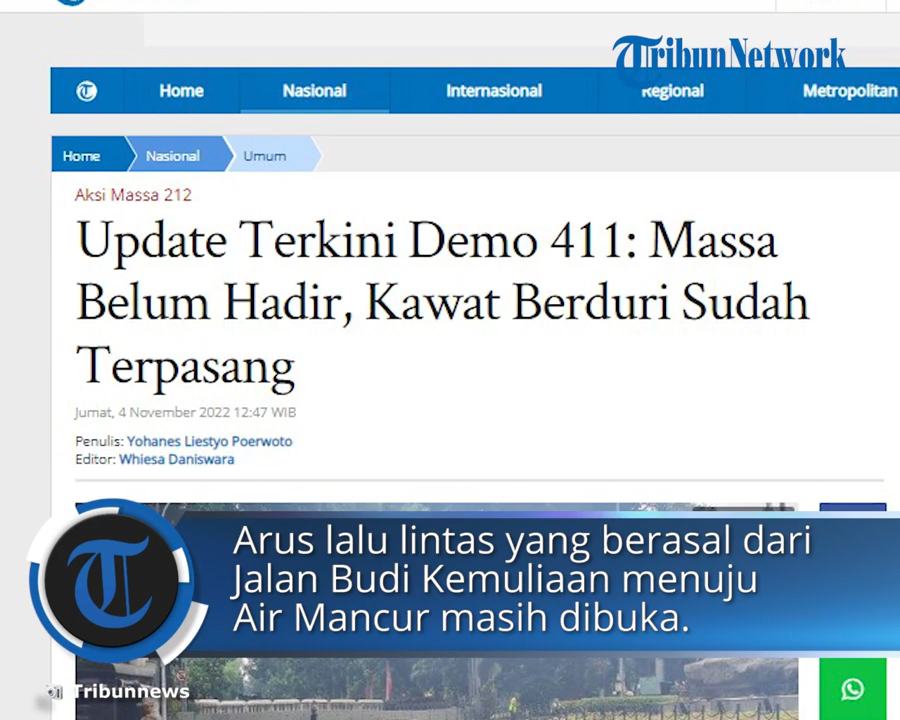 TribunNetwork
Home Nasional Internasional Regional Metropolitan
Home Nasional Umum
Aksi Massa 212
Update Terkini Demo 411: Massa
Belum Hadir, Kawat Berduri Sudah
Terpasang
Jumat, 4 November 2022 12:47 WIB
Penulis: Yohanes Liestyo Poerwoto
Editor: Whiesa Daniswara
Arus lalu lintas yang berasal dari
Jalan Budi Kemuliaan menuju
Air Mancur masih dibuka.
Tribunnews